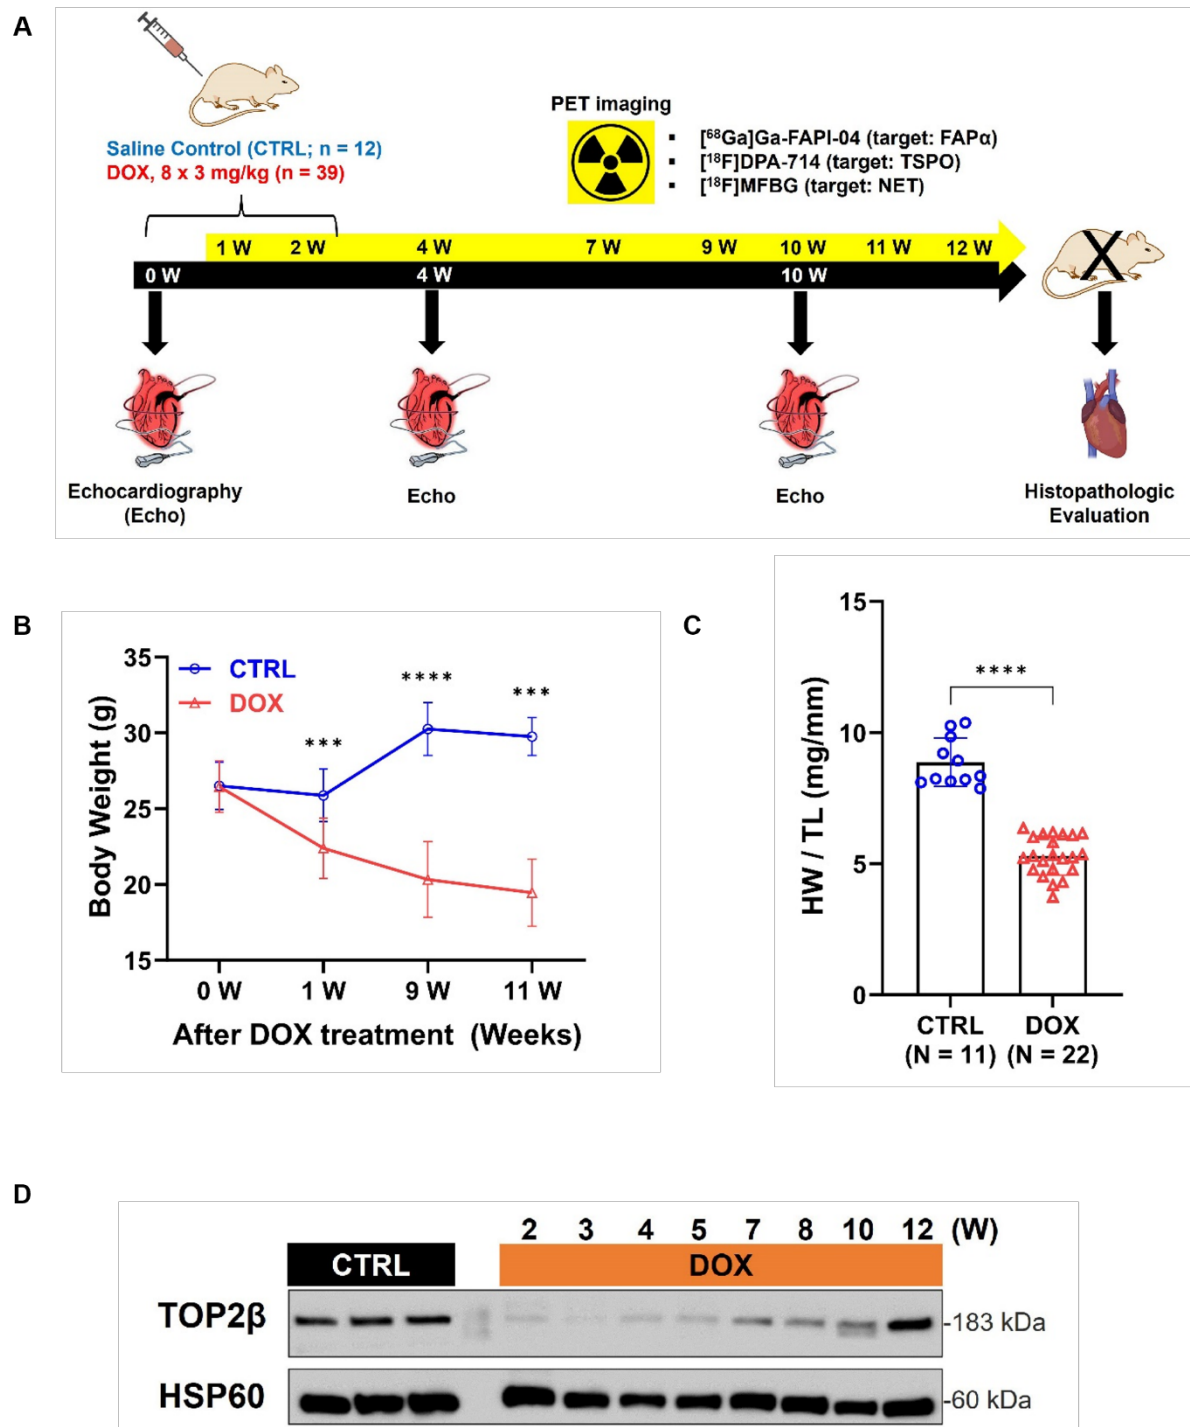 A
Saline Control (CTRL; n = 12)
DOX, 8 x 3 mg/kg (n = 39)
PET imaging
▪ [⁶⁸Ga]Ga-FAPI-04 (target: FAPα)
▪ [¹⁸F]DPA-714 (target: TSPO)
▪ [¹⁸F]MFBG (target: NET)
1 W 2 W 4 W 7 W 9 W 10 W 11 W 12 W
0 W 4 W 10 W
X
Echocardiography
(Echo)
Echo
Echo
Histopathologic
Evaluation
B
35
30
25
20
15
Body Weight (g)
CTRL
DOX
***
****
***
0 W 1 W 9 W 11 W
After DOX treatment (Weeks)
C
15
10
5
0
HW / TL (mg/mm)
****
CTRL DOX
(N = 11) (N = 22)
D
2 3 4 5 7 8 10 12 (W)
CTRL DOX
TOP2β -183 kDa
HSP60 -60 kDa